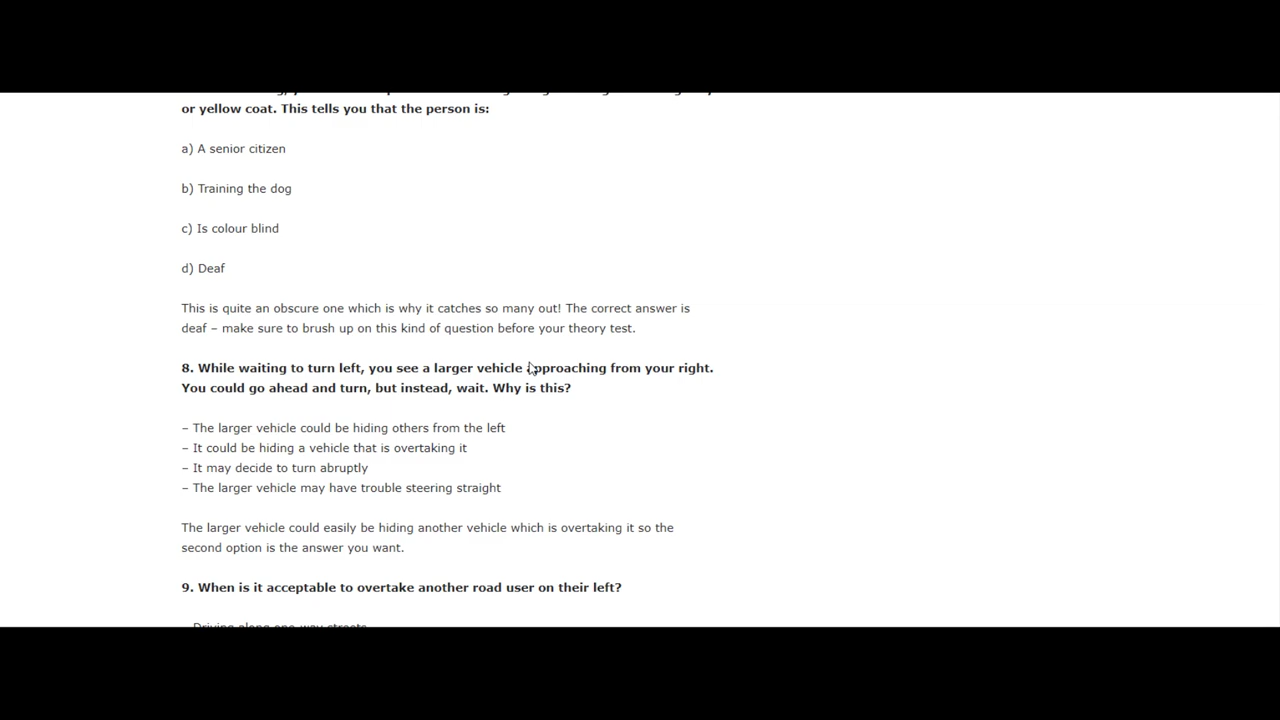 or yellow coat. This tells you that the person is:
a) A senior citizen
b) Training the dog
c) Is colour blind
d) Deaf
This is quite an obscure one which is why it catches so many out! The correct answer is
deaf – make sure to brush up on this kind of question before your theory test.
8. While waiting to turn left, you see a larger vehicle approaching from your right.
You could go ahead and turn, but instead, wait. Why is this?
– The larger vehicle could be hiding others from the left
– It could be hiding a vehicle that is overtaking it
– It may decide to turn abruptly
– The larger vehicle may have trouble steering straight
The larger vehicle could easily be hiding another vehicle which is overtaking it so the
second option is the answer you want.
9. When is it acceptable to overtake another road user on their left?
Driving along one-way streets